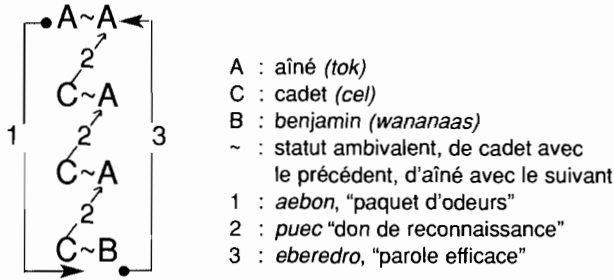 A~A
2
C~A
1 2 3
C~A
2
C~B
A : aîné (tok)
C : cadet (cel)
B : benjamin (wananaas)
~ : statut ambivalent, de cadet avec
le précédent, d'aîné avec le suivant
1 : aebon, “paquet d'odeurs”
2 : puec “don de reconnaissance”
3 : eberedro, “parole efficace”